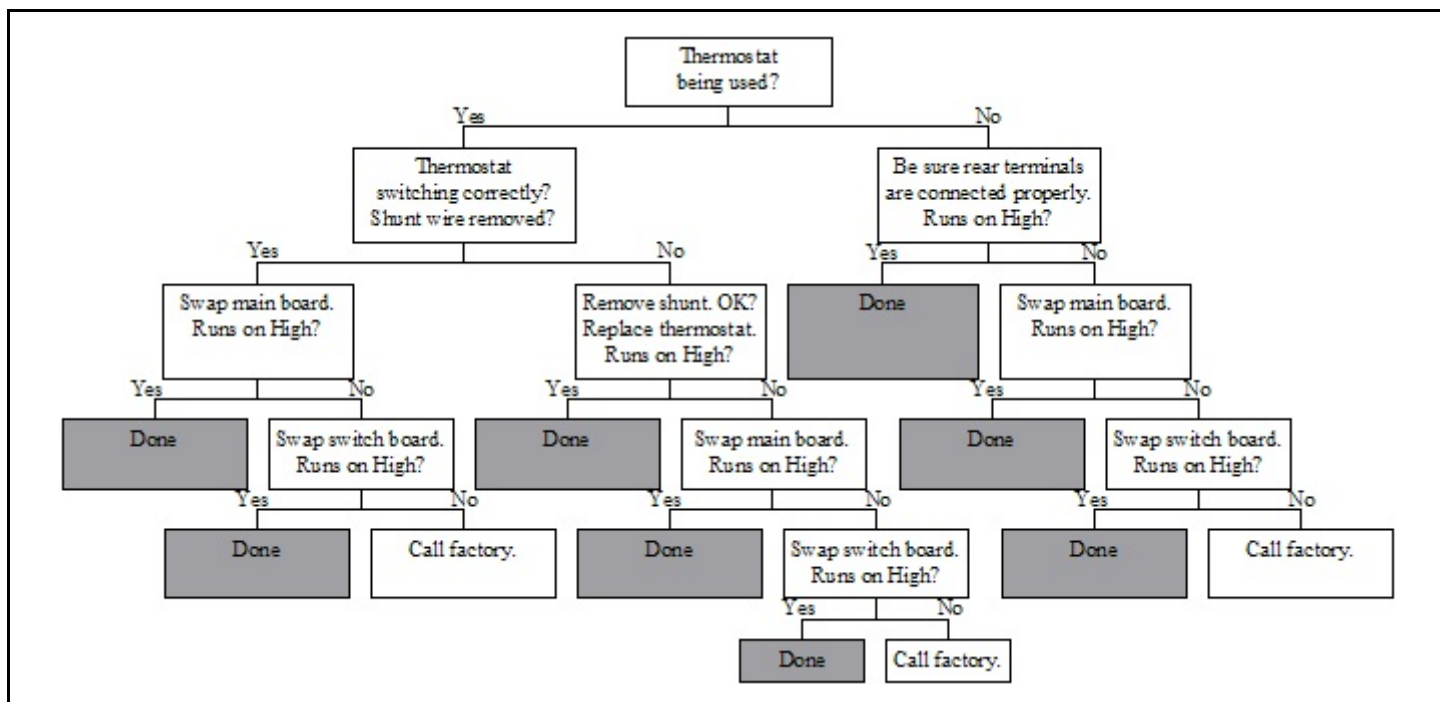 Thermostat
being used?
Yes
No
Thermostat
switching correctly?
Shunt wire removed?
Be sure rear terminals
are connected properly.
Runs on High?
Yes
No
Yes
No
Swap main board.
Runs on High?
Remove shunt. OK?
Replace thermostat.
Runs on High?
Done
Swap main board.
Runs on High?
Yes
No
Yes
No
Yes
No
Done
Swap switch board.
Runs on High?
Done
Swap main board.
Runs on High?
Done
Swap switch board.
Runs on High?
Yes
No
Yes
No
Yes
No
Done
Call factory.
Done
Swap switch board.
Runs on High?
Done
Call factory.
Yes
No
Done
Call factory.